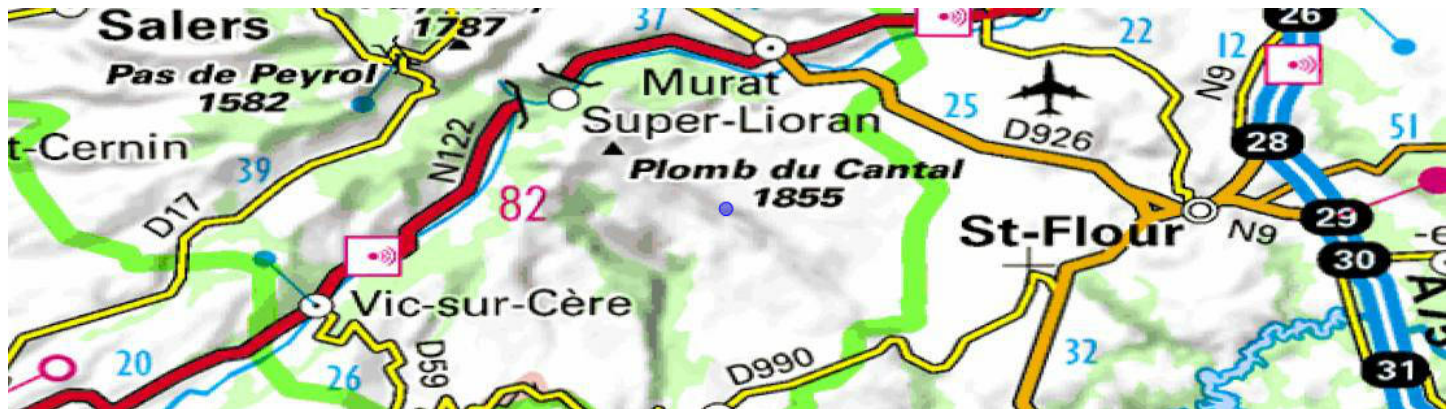 37
22
26
Salers
1787
12
N9
Pas de Peyrol
1582
Murat
25
D926
Super-Lioran
28
51
t-Cernin
39
N122
Plomb du Cantal
1855
82
D17
St-Flour
N9
29
-e
30
Vic-sur-Cère
A75
20
26
D59
D990
32
31